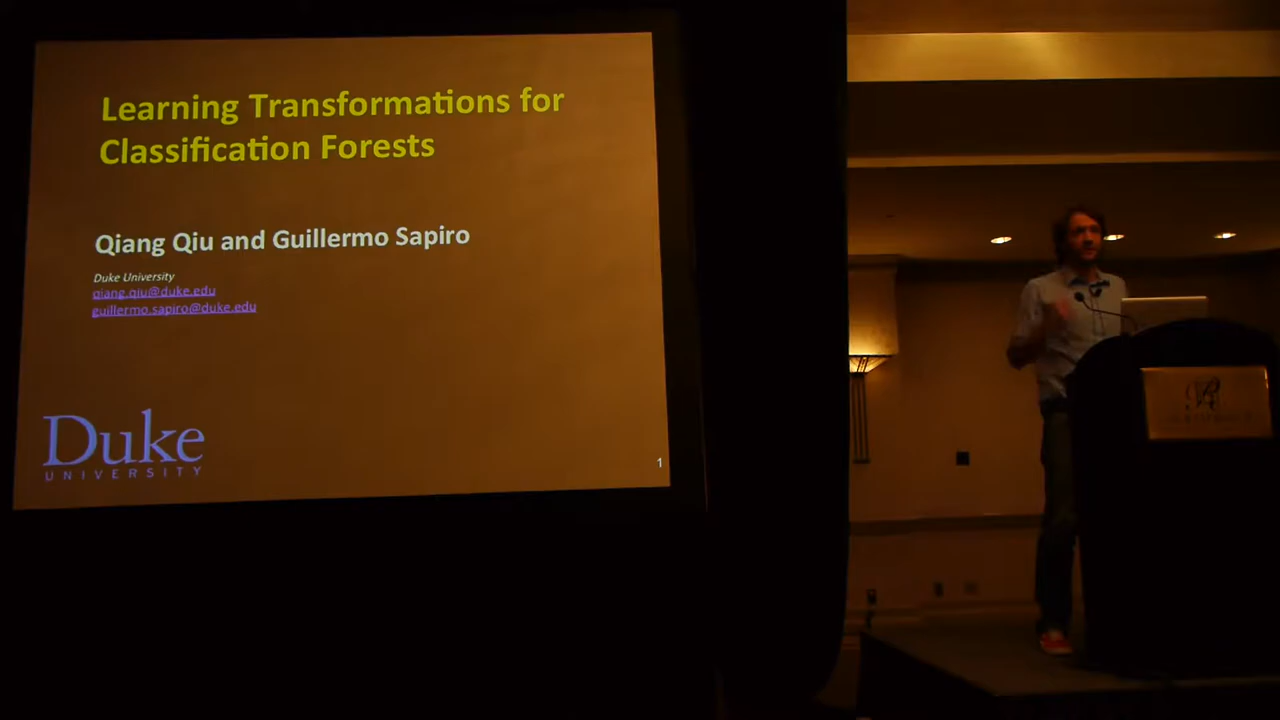 Learning Transformations for
Classification Forests
Qiang Qiu and Guillermo Sapiro
Duke University
qiang.qiu@duke.edu
guillermo.sapiro@duke.edu
Duke
UNIVERSITY
1